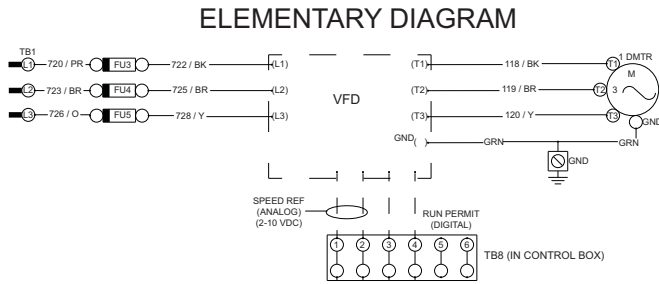 ELEMENTARY DIAGRAM
TB1
L1 720 / PR FU3 722 / BK (L1)
L2 723 / BR FU4 725 / BR (L2)
L3 726 / O FU5 728 / Y (L3)
VFD
(T1) 118 / BK T1
(T2) 119 / BR T2
(T3) 120 / Y T3
1 DMTR
M
3
GND( ) GRN GRN
GND
GND
SPEED REF
(ANALOG)
(2-10 VDC)
RUN PERMIT
(DIGITAL)
1 2 3 4 5 6
TB8 (IN CONTROL BOX)